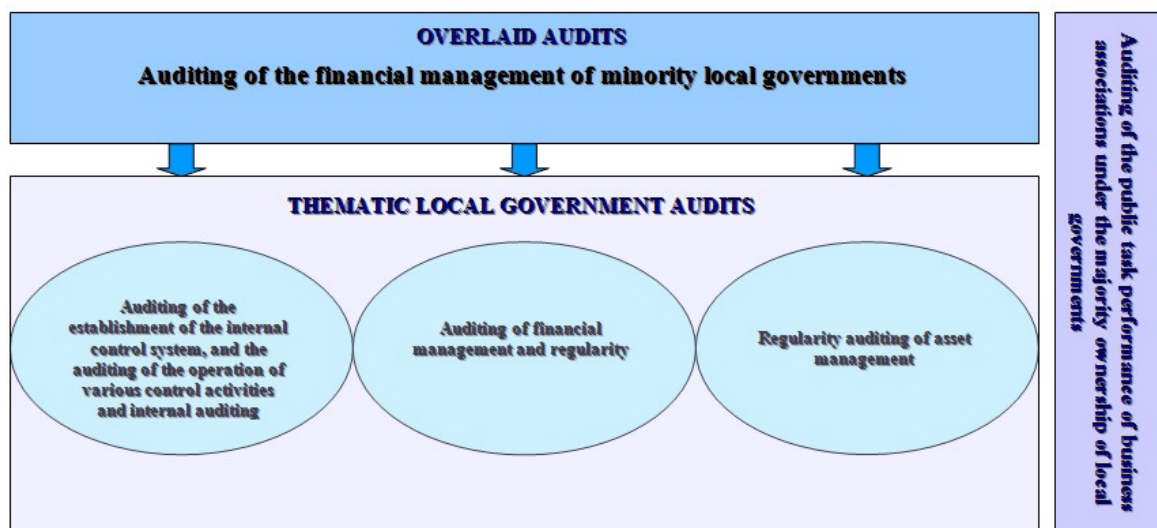 OVERLAID AUDITS
Auditing of the financial management of minority local governments
THEMATIC LOCAL GOVERNMENT AUDITS
Auditing of the
establishment of the internal
control system, and the
auditing of the operation of
various control activities
and internal auditing
Auditing of financial
management and regularity
Regularity auditing of asset
management
Auditing of the public task performance of business
associations under the majority ownership of local
governments